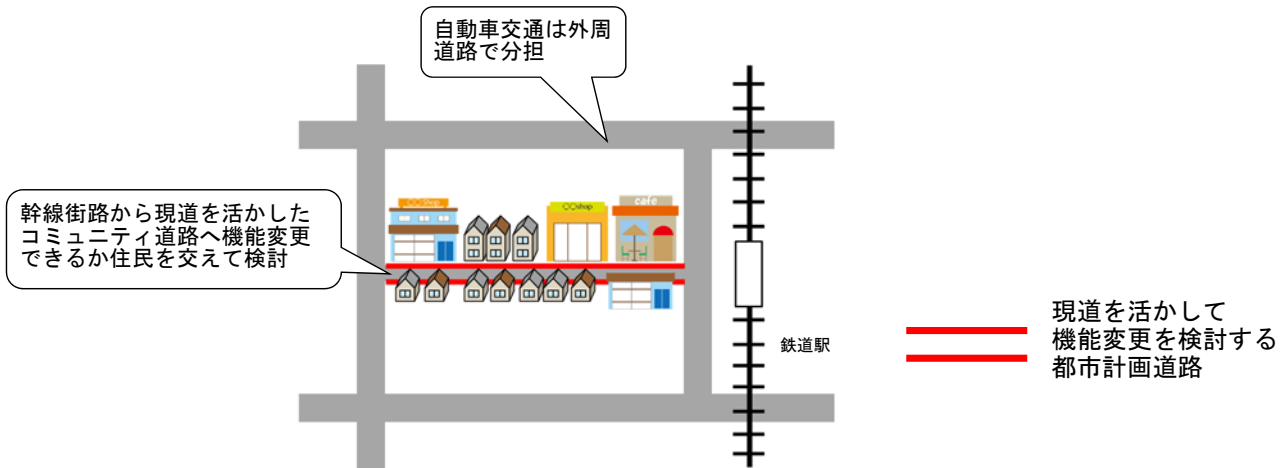 自動車交通は外周
道路で分担
幹線街路から現道を活かした
コミュニティ道路へ機能変更
できるか住民を交えて検討
〇〇shop
〇〇shop
cafe
鉄道駅
現道を活かして
機能変更を検討する
都市計画道路